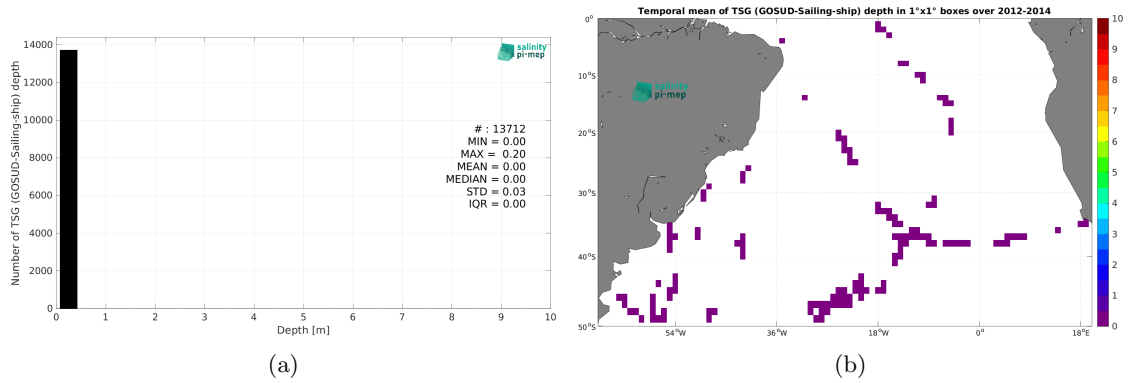 14000
12000
10000
8000
6000
4000
2000
0
Number of TSG (GOSUD-Sailing-ship) depth
salinity
pi-mep
# : 13712
MIN = 0.00
MAX = 0.20
MEAN = 0.00
MEDIAN = 0.00
STD = 0.03
IQR = 0.00
0 1 2 3 4 5 6 7 8 9 10
Depth [m]
(a)
Temporal mean of TSG (GOSUD-Sailing-ship) depth in 1°x1° boxes over 2012-2014
0°
10°S
20°S
30°S
40°S
50°S
salinity
pi-mep
54°W 36°W 18°W 0° 18°E
10
9
8
7
6
5
4
3
2
1
0
(b)